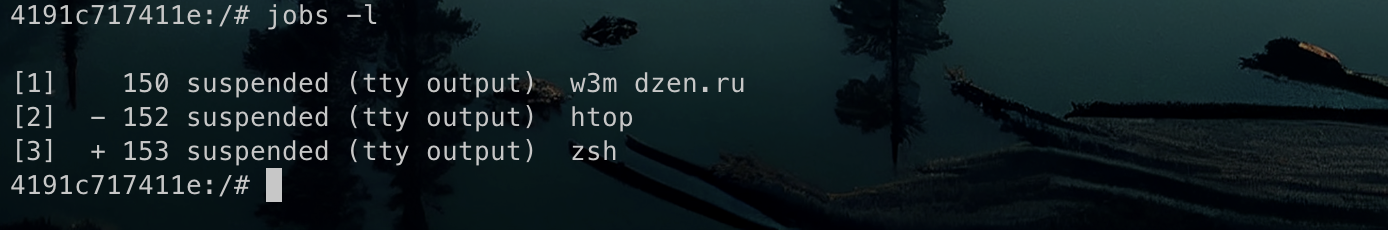 4191c717411e:/# jobs -l
[1]    150 suspended (tty output)  w3m dzen.ru
[2]  - 152 suspended (tty output)  htop
[3]  + 153 suspended (tty output)  zsh
4191c717411e:/#